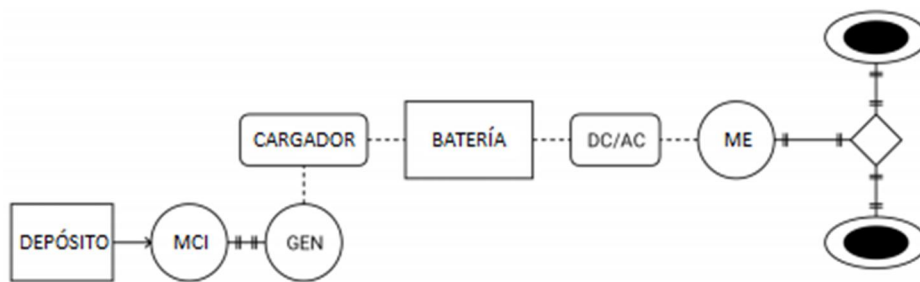 CARGADOR
BATERÍA
DC/AC
ME
DEPÓSITO
MCI
GEN